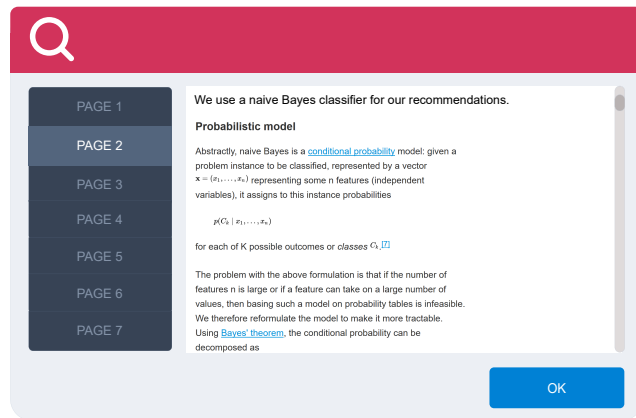 PAGE 1
PAGE 2
PAGE 3
PAGE 4
PAGE 5
PAGE 6
PAGE 7
We use a naive Bayes classifier for our recommendations.
Probabilistic model
Abstractly, naive Bayes is a conditional probability model: given a
problem instance to be classified, represented by a vector
x = (x₁, . . . , xₙ) representing some n features (independent
variables), it assigns to this instance probabilities
p(Cₖ | x₁, . . . , xₙ)
for each of K possible outcomes or classes Cₖ.[7]
The problem with the above formulation is that if the number of
features n is large or if a feature can take on a large number of
values, then basing such a model on probability tables is infeasible.
We therefore reformulate the model to make it more tractable.
Using Bayes' theorem, the conditional probability can be
decomposed as
OK